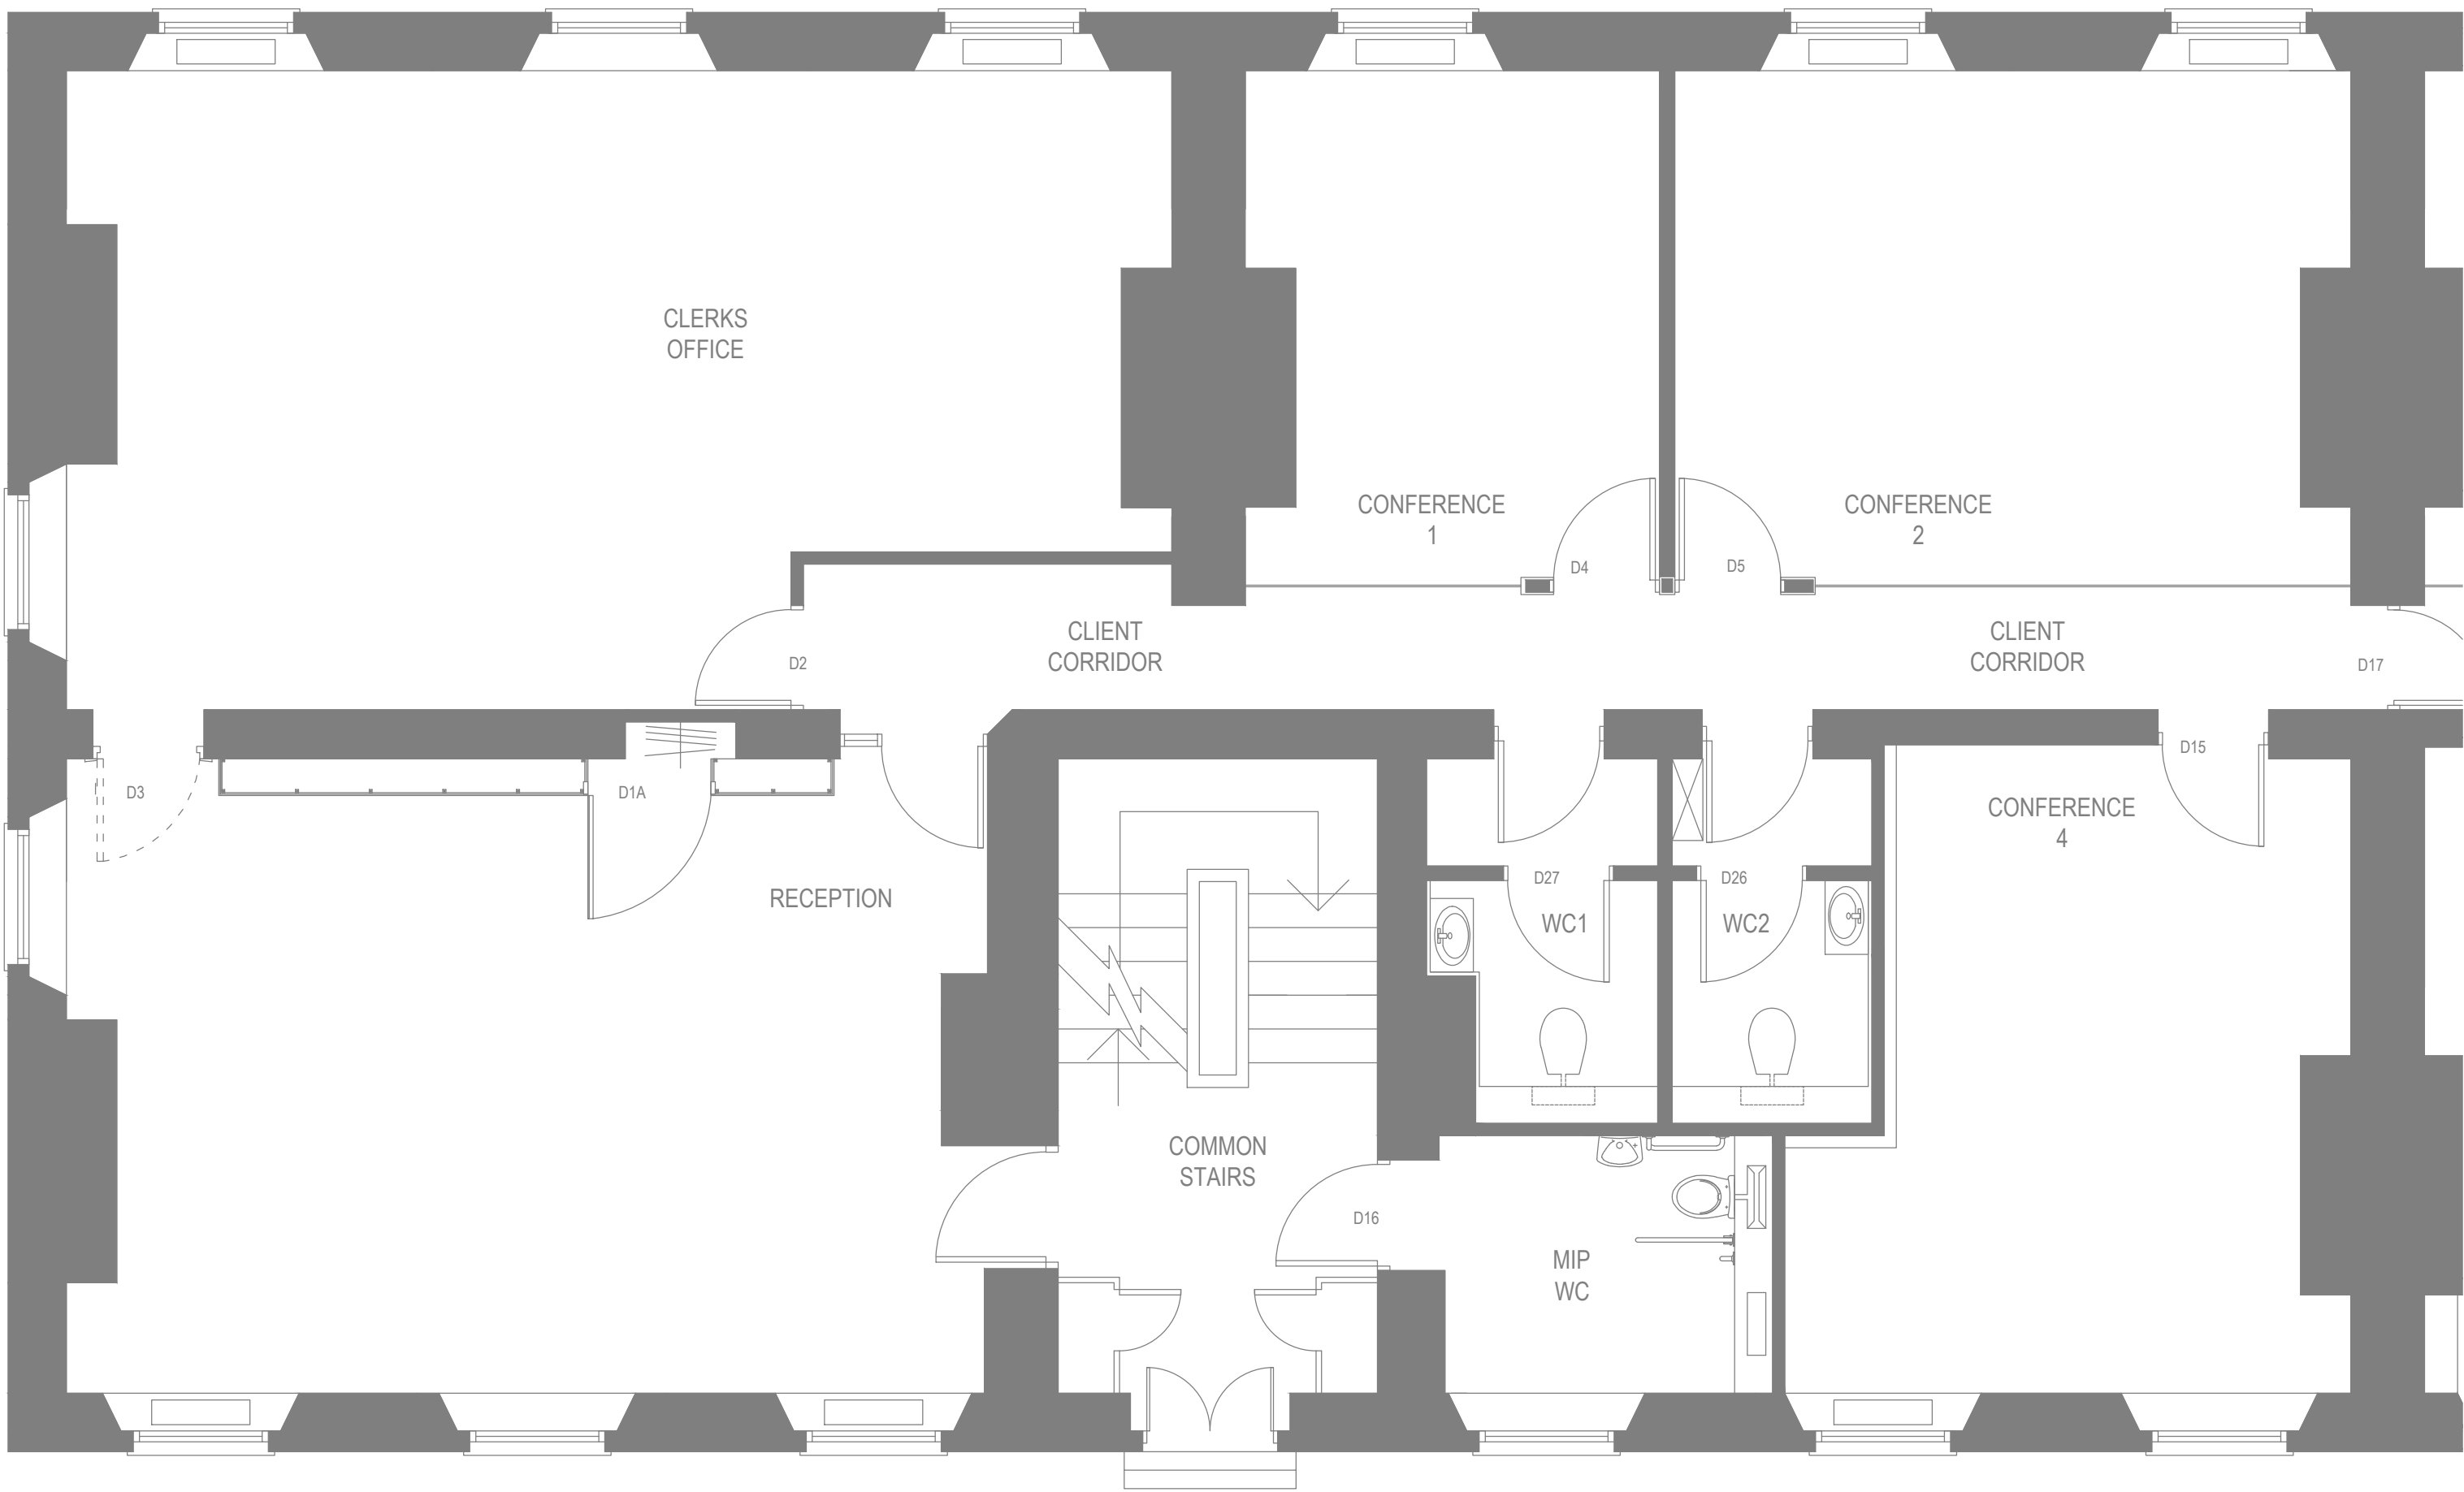 CLERKS
OFFICE
CONFERENCE
1
CONFERENCE
2
D4
D5
CLIENT
CORRIDOR
CLIENT
CORRIDOR
D2
D17
D15
D3
D1A
CONFERENCE
4
RECEPTION
D27
D26
WC1
WC2
COMMON
STAIRS
D16
MIP
WC